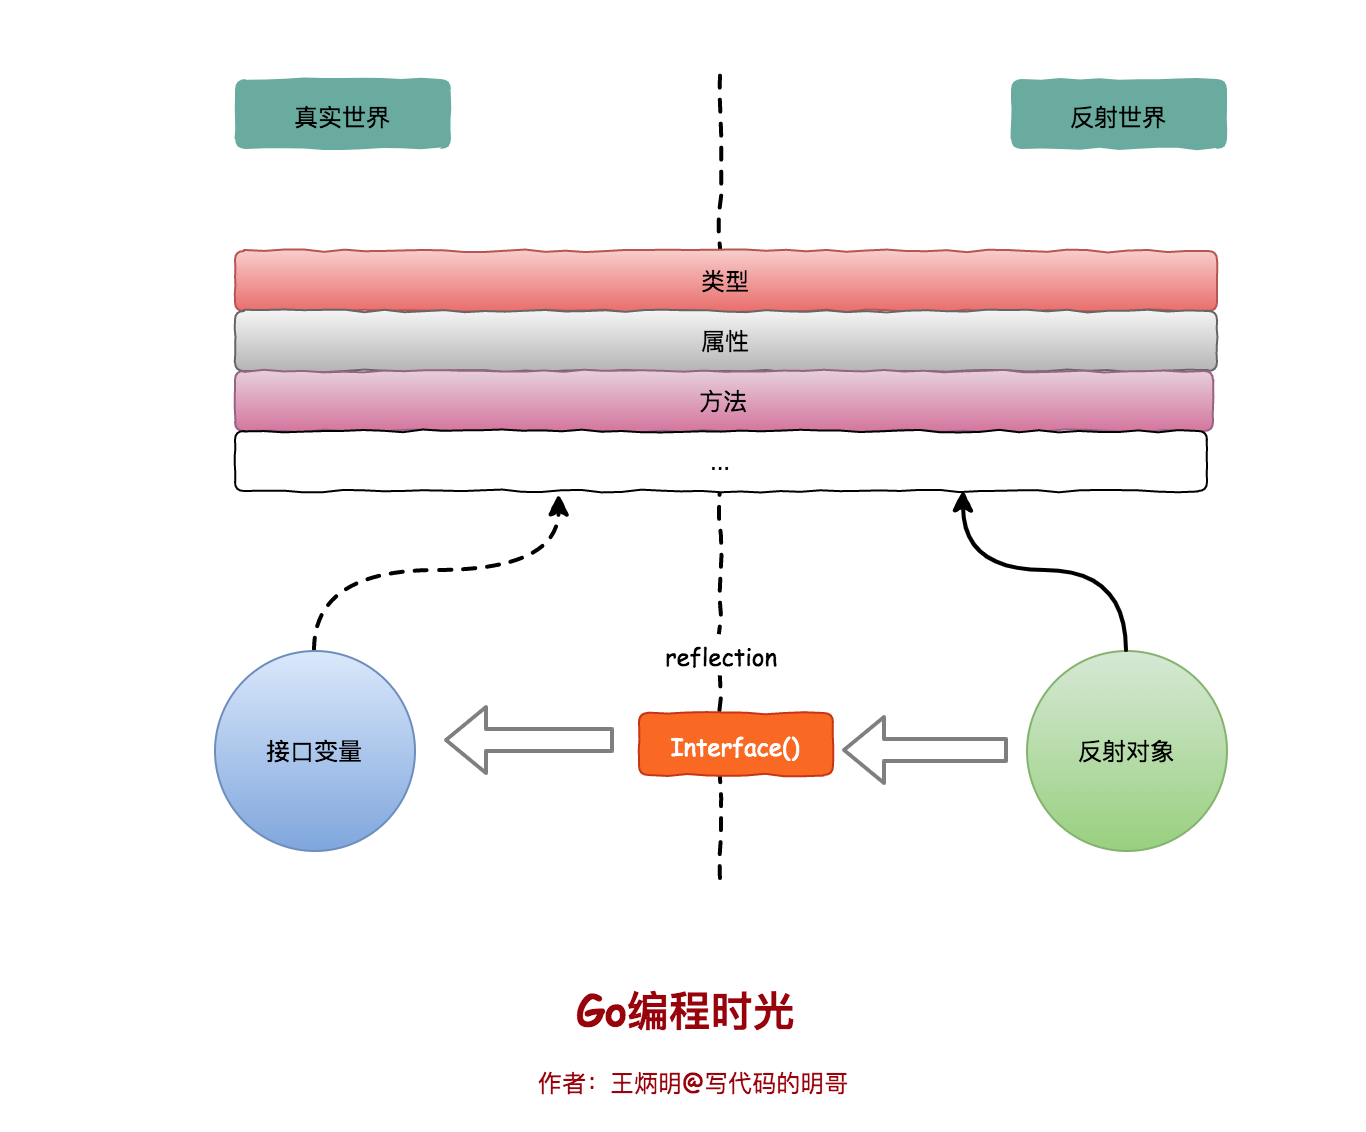 真实世界
反射世界
类型
属性
方法
...
reflection
接口变量
Interface()
反射对象
Go编程时光
作者：王炳明@写代码的明哥